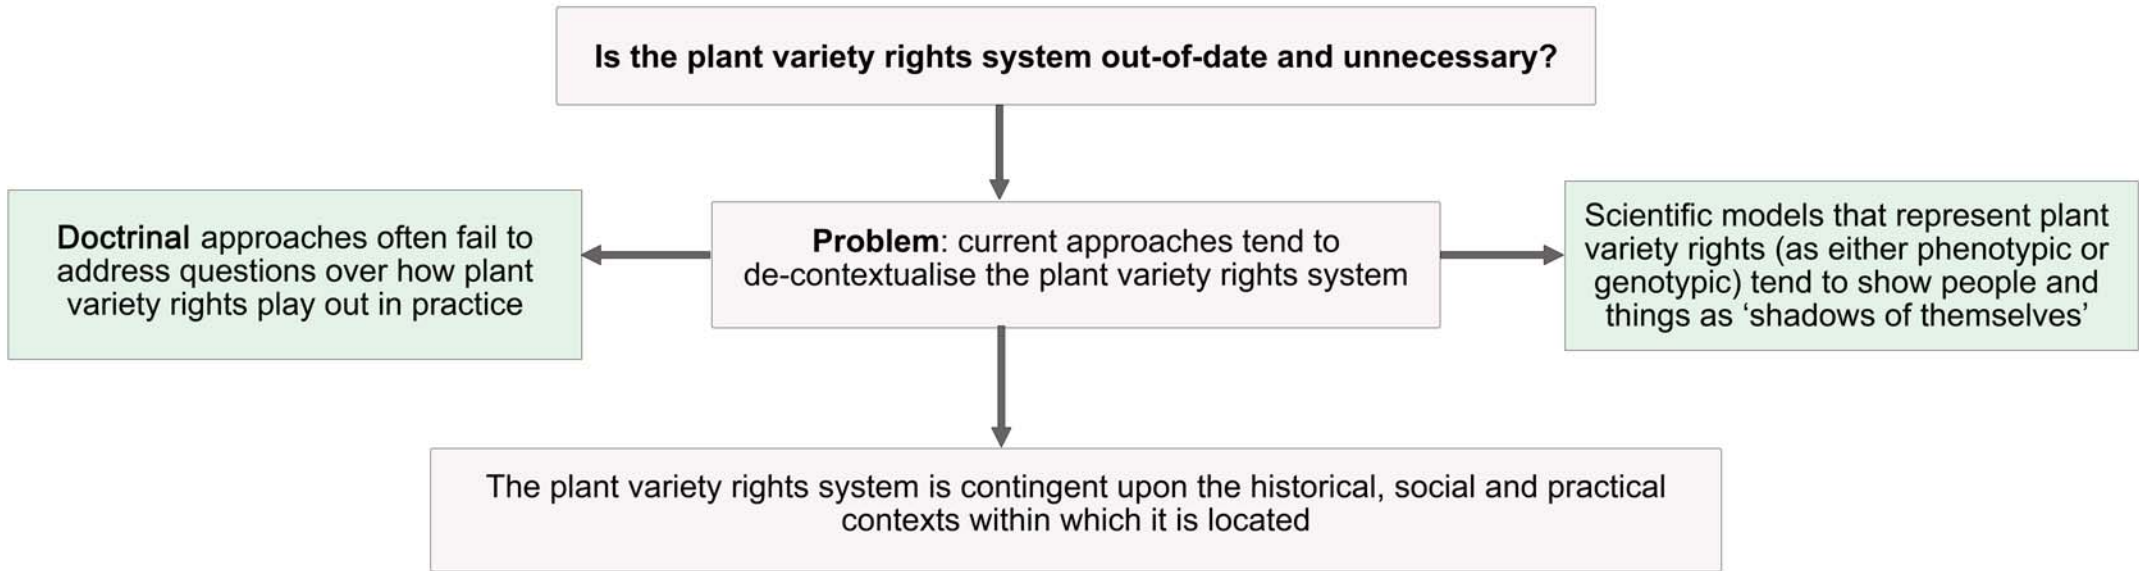 Is the plant variety rights system out-of-date and unnecessary?
Doctrinal approaches often fail to
address questions over how plant
variety rights play out in practice
Problem: current approaches tend to
de-contextualise the plant variety rights system
Scientific models that represent plant
variety rights (as either phenotypic or
genotypic) tend to show people and
things as ‘shadows of themselves’
The plant variety rights system is contingent upon the historical, social and practical
contexts within which it is located